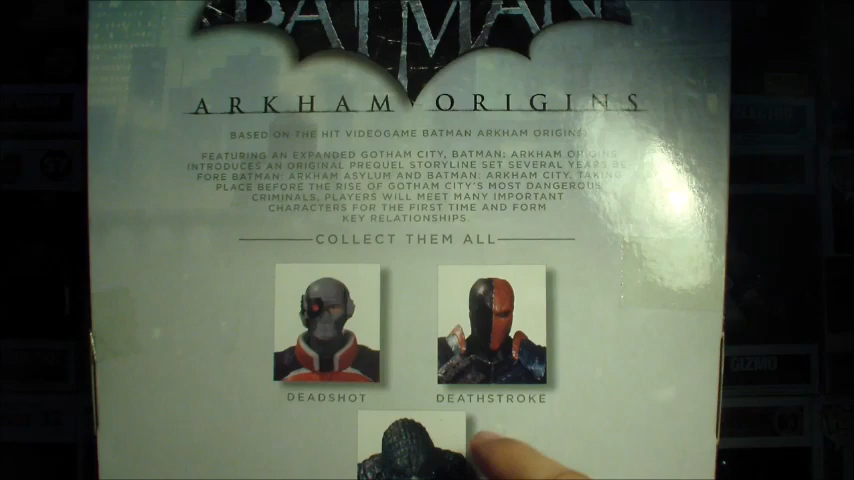 BATMAN
ARKHAM ORIGINS
BASED ON THE HIT VIDEOGAME BATMAN ARKHAM ORIGINS
FEATURING AN EXPANDED GOTHAM CITY, BATMAN: ARKHAM ORIGINS
INTRODUCES AN ORIGINAL PREQUEL STORYLINE SET SEVERAL YEARS BE
FORE BATMAN: ARKHAM ASYLUM AND BATMAN: ARKHAM CITY, TAKING
PLACE BEFORE THE RISE OF GOTHAM CITY'S MOST DANGEROUS
CRIMINALS, PLAYERS WILL MEET MANY IMPORTANT
CHARACTERS FOR THE FIRST TIME AND FORM
KEY RELATIONSHIPS.
COLLECT THEM ALL
DEADSHOT
DEATHSTROKE
GIZMO